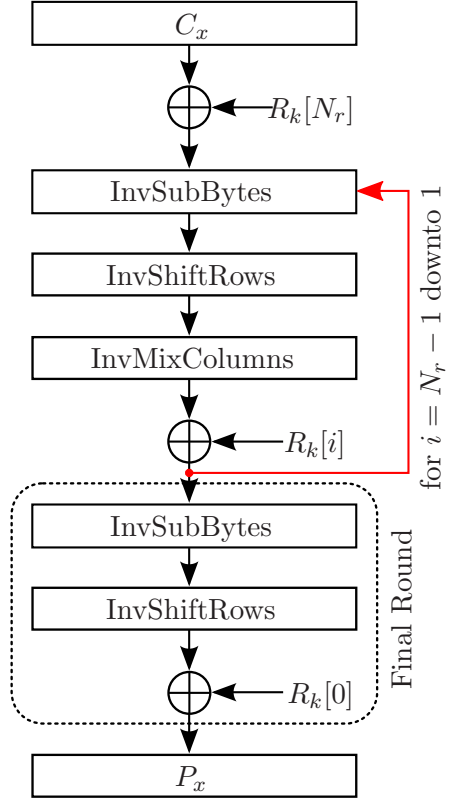 C_x
R_k[N_r]
InvSubBytes
InvShiftRows
InvMixColumns
R_k[i]
for i = N_r − 1 downto 1
InvSubBytes
InvShiftRows
R_k[0]
Final Round
P_x